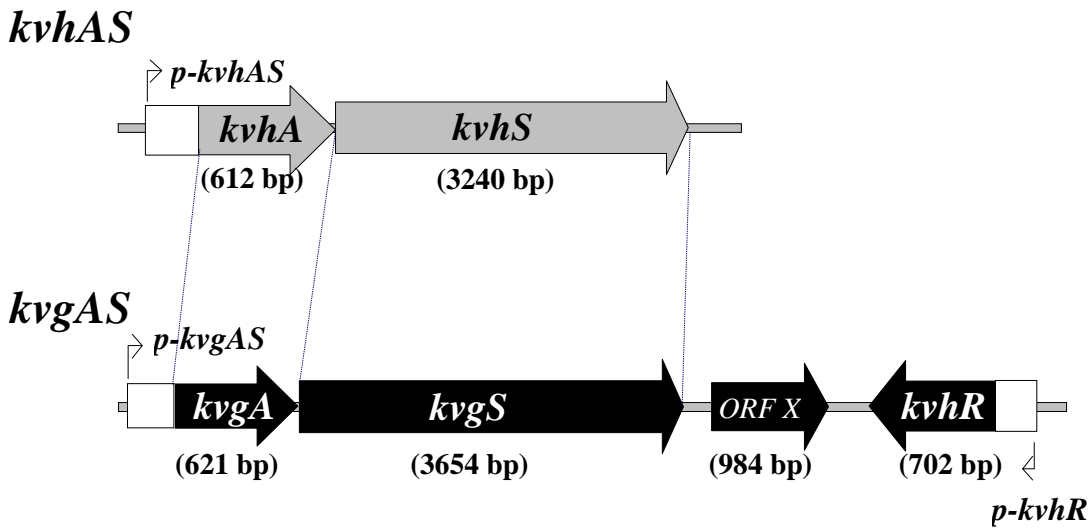 kvhAS
p-kvhAS
kvhA kvhS
(612 bp) (3240 bp)
kvgAS
p-kvgAS
kvgA kvgS ORF X kvhR
(621 bp) (3654 bp) (984 bp) (702 bp)
p-kvhR